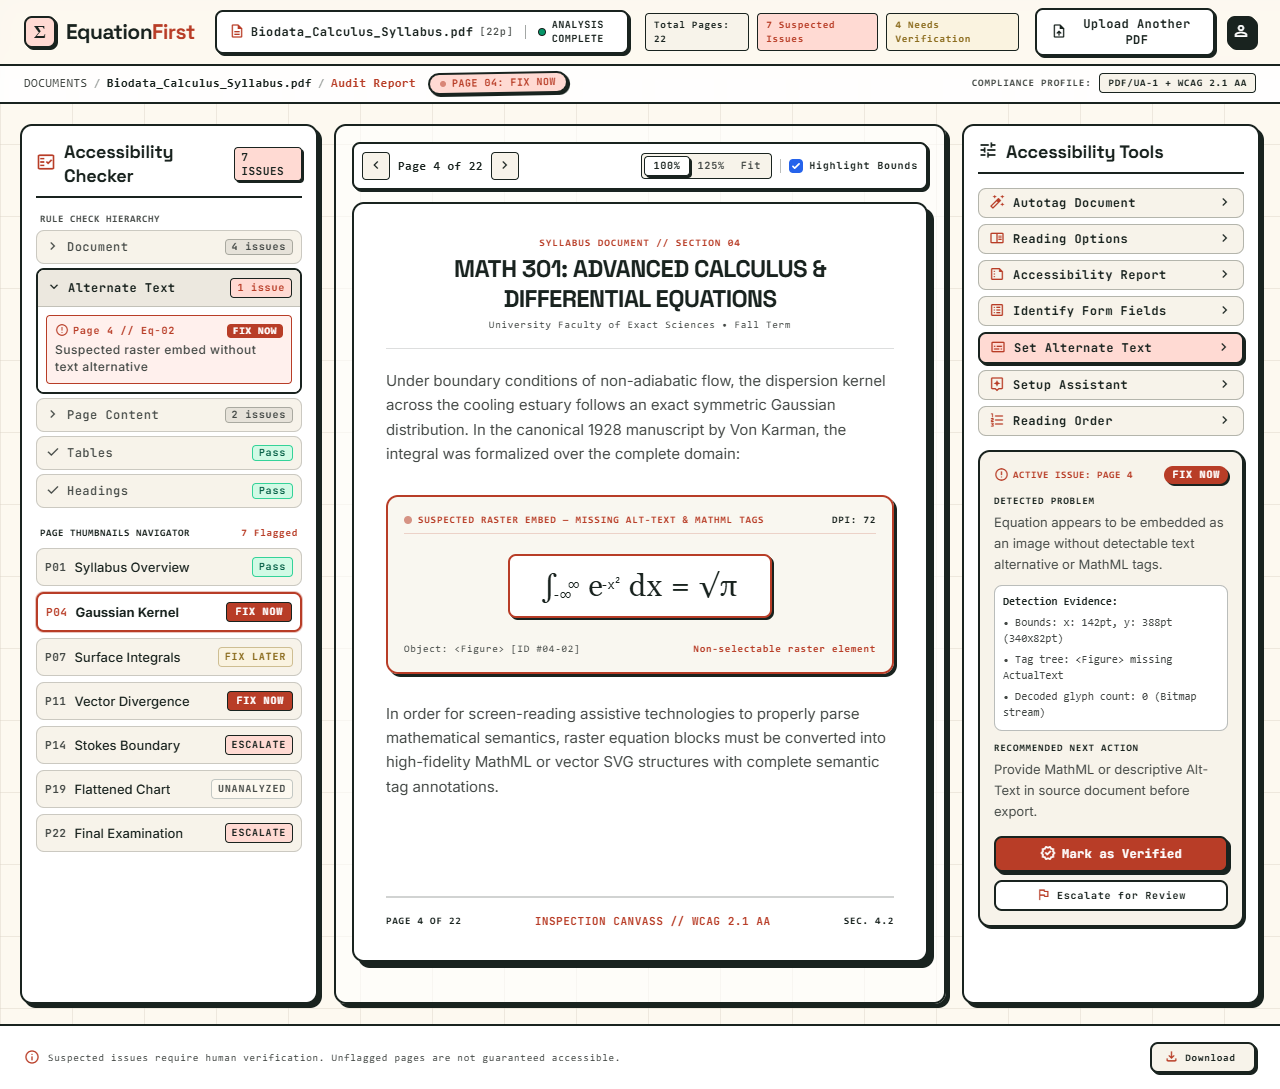 Σ EquationFirst
Biodata_Calculus_Syllabus.pdf [22p]
ANALYSIS
COMPLETE
Total Pages:
22
7 Suspected
Issues
4 Needs
Verification
Upload Another
PDF
DOCUMENTS / Biodata_Calculus_Syllabus.pdf / Audit Report
PAGE 04: FIX NOW
COMPLIANCE PROFILE: PDF/UA-1 + WCAG 2.1 AA
Accessibility
Checker
7
ISSUES
RULE CHECK HIERARCHY
Document 4 issues
Alternate Text 1 issue
Page 4 // Eq-02 FIX NOW
Suspected raster embed without
text alternative
Page Content 2 issues
Tables Pass
Headings Pass
PAGE THUMBNAILS NAVIGATOR 7 Flagged
P01 Syllabus Overview Pass
P04 Gaussian Kernel FIX NOW
P07 Surface Integrals FIX LATER
P11 Vector Divergence FIX NOW
P14 Stokes Boundary ESCALATE
P19 Flattened Chart UNANALYZED
P22 Final Examination ESCALATE
Page 4 of 22
100% 125% Fit
Highlight Bounds
SYLLABUS DOCUMENT // SECTION 04
MATH 301: ADVANCED CALCULUS &
DIFFERENTIAL EQUATIONS
University Faculty of Exact Sciences • Fall Term
Under boundary conditions of non-adiabatic flow, the dispersion kernel
across the cooling estuary follows an exact symmetric Gaussian
distribution. In the canonical 1928 manuscript by Von Karman, the
integral was formalized over the complete domain:
SUSPECTED RASTER EMBED — MISSING ALT-TEXT & MATHML TAGS DPI: 72
∫-∞∞ e-x² dx = √π
Object: <Figure> [ID #04-02] Non-selectable raster element
In order for screen-reading assistive technologies to properly parse
mathematical semantics, raster equation blocks must be converted into
high-fidelity MathML or vector SVG structures with complete semantic
tag annotations.
PAGE 4 OF 22 INSPECTION CANVASS // WCAG 2.1 AA SEC. 4.2
Accessibility Tools
Autotag Document
Reading Options
Accessibility Report
Identify Form Fields
Set Alternate Text
Setup Assistant
Reading Order
ACTIVE ISSUE: PAGE 4 FIX NOW
DETECTED PROBLEM
Equation appears to be embedded as
an image without detectable text
alternative or MathML tags.
Detection Evidence:
• Bounds: x: 142pt, y: 388pt
(340x82pt)
• Tag tree: <Figure> missing
ActualText
• Decoded glyph count: 0 (Bitmap
stream)
RECOMMENDED NEXT ACTION
Provide MathML or descriptive Alt-
Text in source document before
export.
Mark as Verified
Escalate for Review
Suspected issues require human verification. Unflagged pages are not guaranteed accessible.
Download